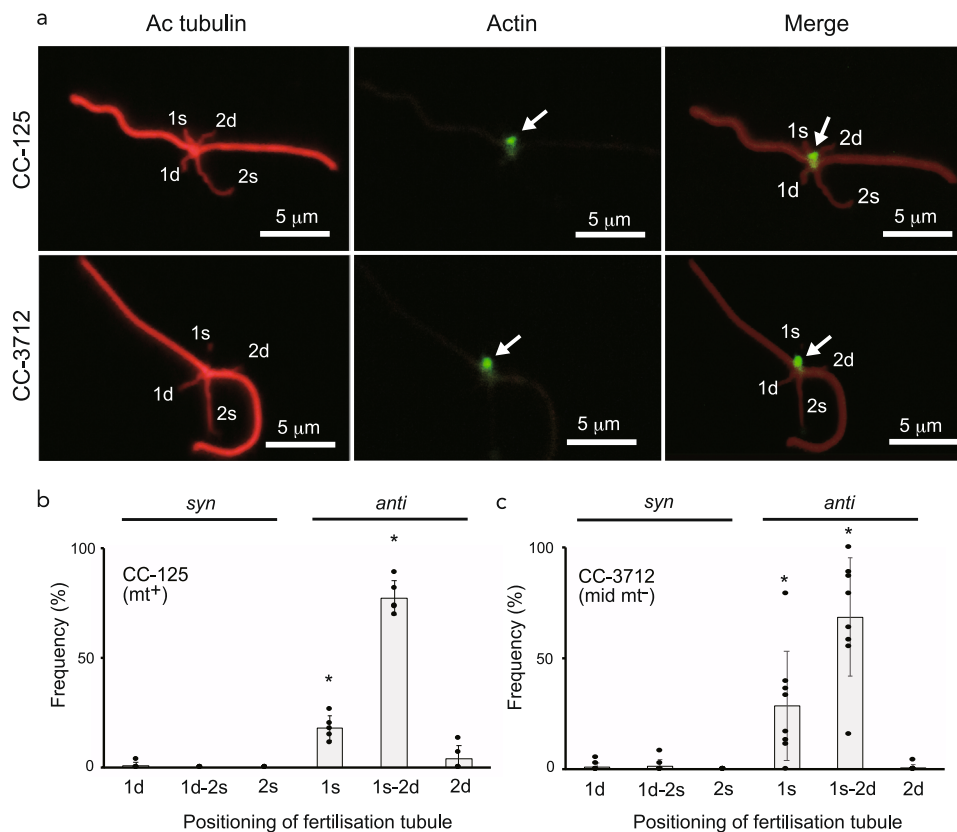 a
Ac tubulin Actin Merge
CC-125
1s 2d
1d 2s
5 µm
5 µm
1s 2d
1d 2s
5 µm
CC-3712
1s 2d
1d 2s
5 µm
5 µm
1s 2d
1d 2s
5 µm
b
syn anti
CC-125
(mt+)
* *
Frequency (%)
100
50
0
1d 1d-2s 2s 1s 1s-2d 2d
Positioning of fertilisation tubule
c
syn anti
CC-3712
(mid mt-)
* *
Frequency (%)
100
50
0
1d 1d-2s 2s 1s 1s-2d 2d
Positioning of fertilisation tubule